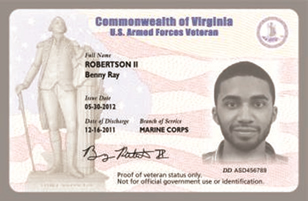 Commonwealth of Virginia
U.S. Armed Forces Veteran
Full Name
ROBERTSON II
Benny Ray
Issue Date
05-30-2012
Date of Discharge Branch of Service
12-16-2011 MARINE CORPS
DD ASD456789
Proof of veteran status only.
Not for official government use or identification.